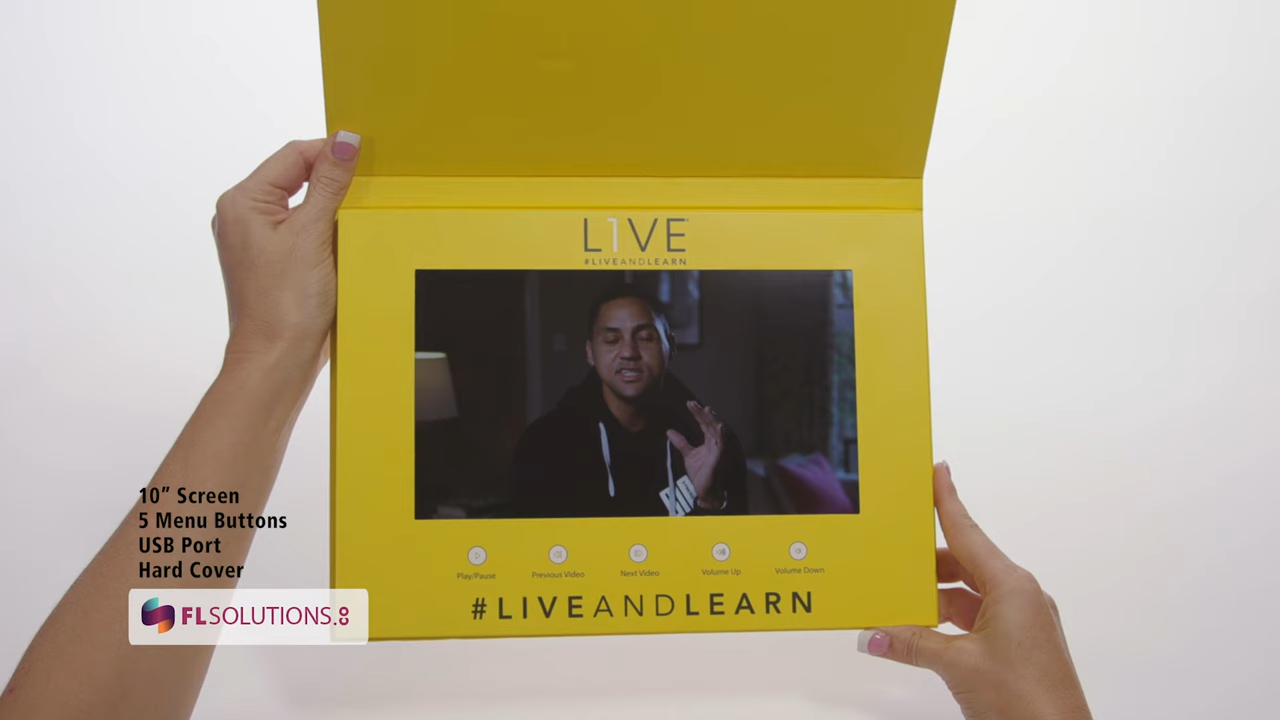 L1VE
#LIVEANDLEARN
Play/Pause
Previous Video
Next Video
Volume Up
Volume Down
#LIVEANDLEARN
10” Screen
5 Menu Buttons
USB Port
Hard Cover
FLSOLUTIONS.8